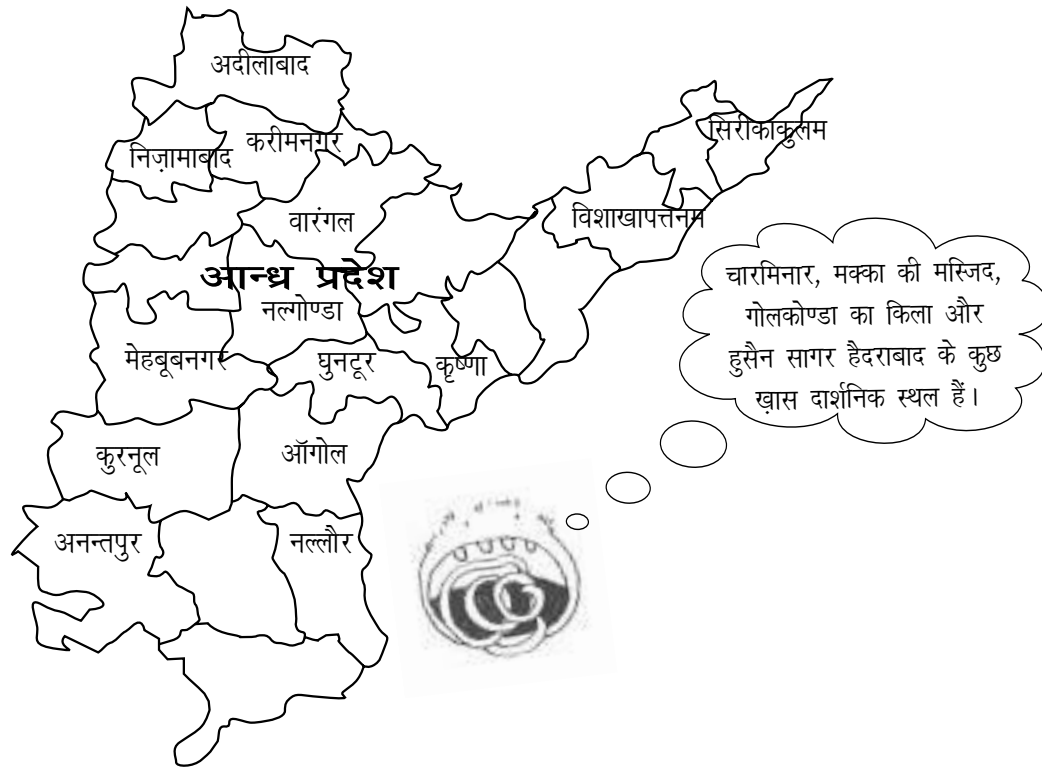 अदीलाबाद
करीमनगर
निज़ामाबाद
सिरीकाकुलम
वारंगल
विशाखापत्तनम
आन्ध्र प्रदेश
नल्गोण्डा
मेहबूबनगर
घुनटूर
कृष्णा
कुरनूल
ऑगोल
अनन्तपुर
नल्लौर
चारमिनार, मक्का की मस्जिद,
गोलकोण्डा का किला और
हुसैन सागर हैदराबाद के कुछ
ख़ास दार्शनिक स्थल हैं।